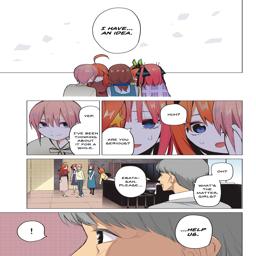 I HAVE...
AN IDEA.
YEP.
I'VE BEEN
THINKING
ABOUT
IT FOR A
WHILE.
HUH?
ARE YOU
SERIOUS?
EBATA-
SAN,
PLEASE...
OH?
WHAT'S
THE
MATTER,
GIRLS?
!
...HELP
US.